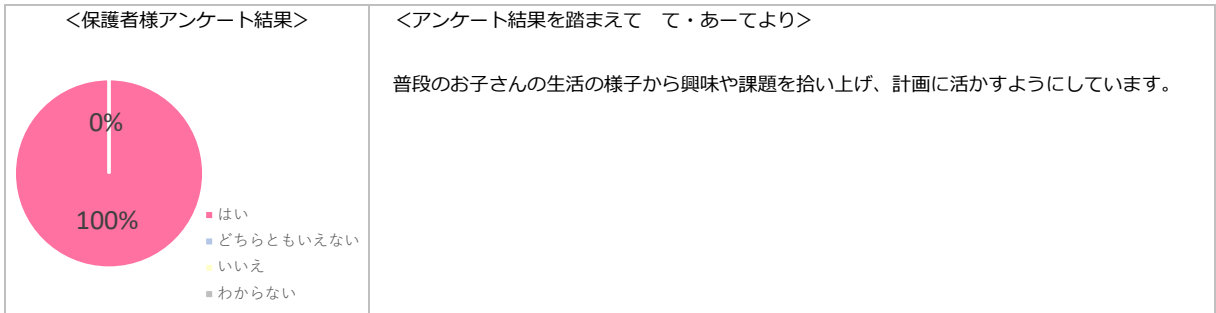 ＜保護者様アンケート結果＞
0%
100%
はい
どちらともいえない
いいえ
わからない
＜アンケート結果を踏まえて　て・あーてより＞
普段のお子さんの生活の様子から興味や課題を拾い上げ、計画に活かすようにしています。